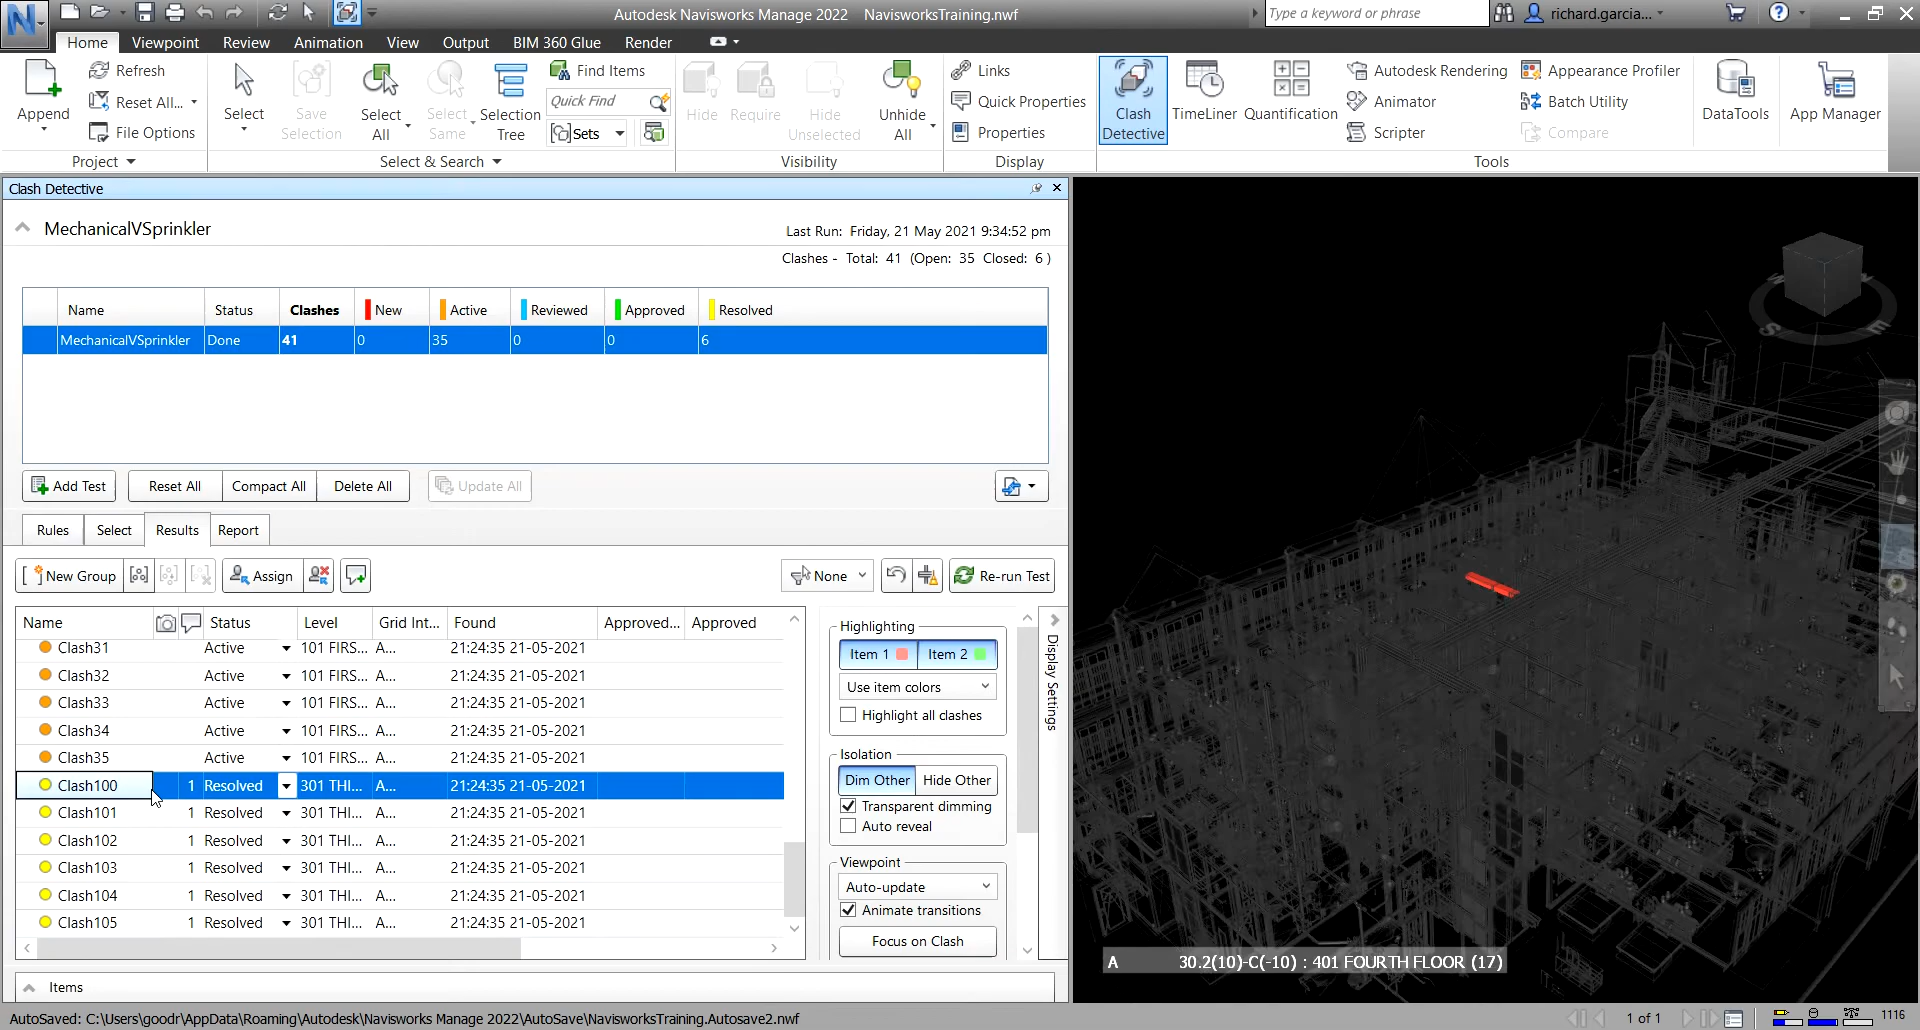 Autodesk Navisworks Manage 2022 NavisworksTraining.nwf
Type a keyword or phrase
richard.garcia...
Home Viewpoint Review Animation View Output BIM 360 Glue Render
Append
Refresh
Reset All...
File Options
Project
Select
Save Selection
Select All
Select Same
Selection Tree
Find Items
Quick Find
Sets
Select & Search
Hide
Require
Hide Unselected
Unhide All
Visibility
Links
Quick Properties
Properties
Display
Clash Detective
TimeLiner
Quantification
Autodesk Rendering
Animator
Scripter
Appearance Profiler
Batch Utility
Compare
DataTools
App Manager
Tools
Clash Detective
MechanicalVSprinkler
Last Run: Friday, 21 May 2021 9:34:52 pm
Clashes - Total: 41 (Open: 35 Closed: 6 )
Name Status Clashes New Active Reviewed Approved Resolved
MechanicalVSprinkler Done 41 0 35 0 0 6
Add Test Reset All Compact All Delete All Update All
Rules Select Results Report
New Group Assign None Re-run Test
Name Status Level Grid Int... Found Approved... Approved
Clash31 Active 101 FIRS... A... 21:24:35 21-05-2021
Clash32 Active 101 FIRS... A... 21:24:35 21-05-2021
Clash33 Active 101 FIRS... A... 21:24:35 21-05-2021
Clash34 Active 101 FIRS... A... 21:24:35 21-05-2021
Clash35 Active 101 FIRS... A... 21:24:35 21-05-2021
Clash100 1 Resolved 301 THI... A... 21:24:35 21-05-2021
Clash101 1 Resolved 301 THI... A... 21:24:35 21-05-2021
Clash102 1 Resolved 301 THI... A... 21:24:35 21-05-2021
Clash103 1 Resolved 301 THI... A... 21:24:35 21-05-2021
Clash104 1 Resolved 301 THI... A... 21:24:35 21-05-2021
Clash105 1 Resolved 301 THI... A... 21:24:35 21-05-2021
Highlighting
Item 1 Item 2
Use item colors
Highlight all clashes
Isolation
Dim Other Hide Other
Transparent dimming
Auto reveal
Viewpoint
Auto-update
Animate transitions
Focus on Clash
Display Settings
Items
S E
A 30.2(10)-C(-10) : 401 FOURTH FLOOR (17)
AutoSaved: C:\Users\goodr\AppData\Roaming\Autodesk\Navisworks Manage 2022\AutoSave\NavisworksTraining.Autosave2.nwf
1 of 1
1116